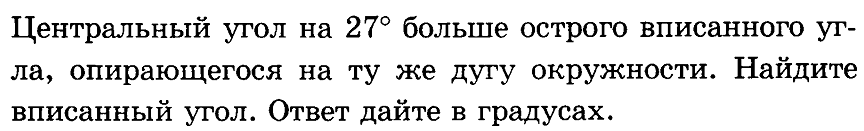 Центральный угол на 27° больше острого вписанного уг-
ла, опирающегося на ту же дугу окружности. Найдите
вписанный угол. Ответ дайте в градусах.